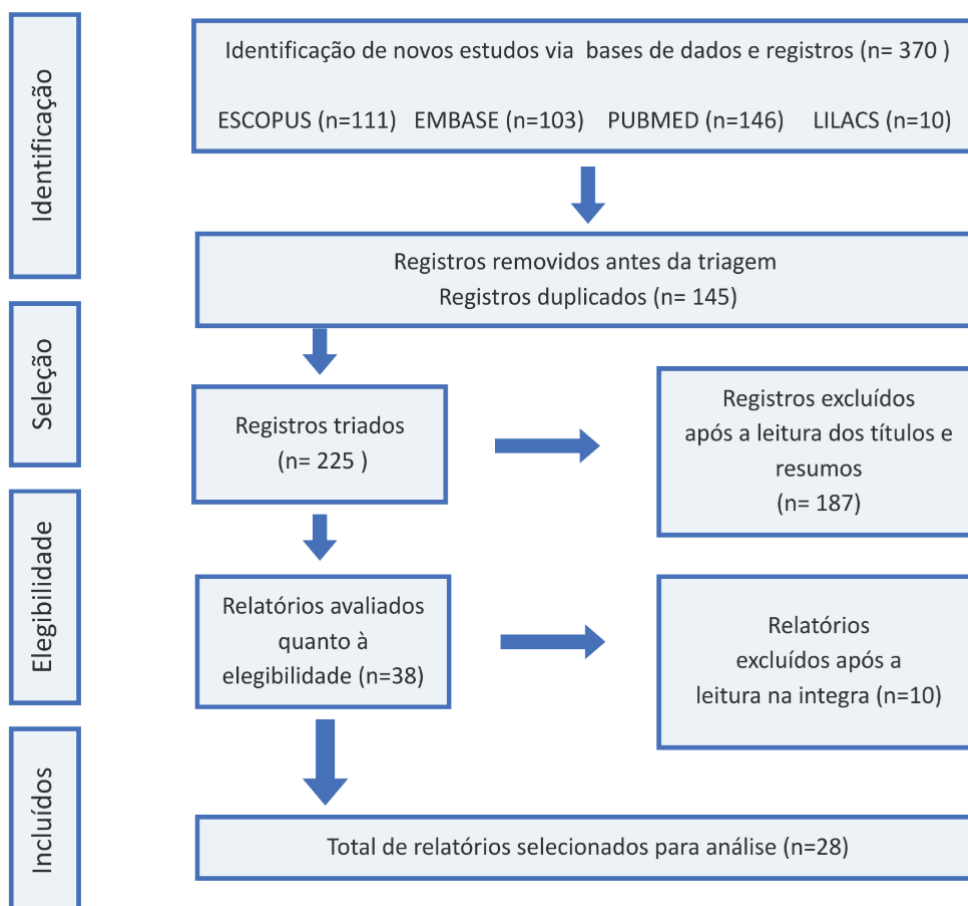 Identificação
Identificação de novos estudos via bases de dados e registros (n= 370 )
ESCOPUS (n=111) EMBASE (n=103) PUBMED (n=146) LILACS (n=10)
Registros removidos antes da triagem
Registros duplicados (n= 145)
Seleção
Registros triados
(n= 225 )
Registros excluídos
após a leitura dos títulos e
resumos
(n= 187)
Elegibilidade
Relatórios avaliados
quanto à
elegibilidade (n=38)
Relatórios
excluídos após a
leitura na integra (n=10)
Incluídos
Total de relatórios selecionados para análise (n=28)